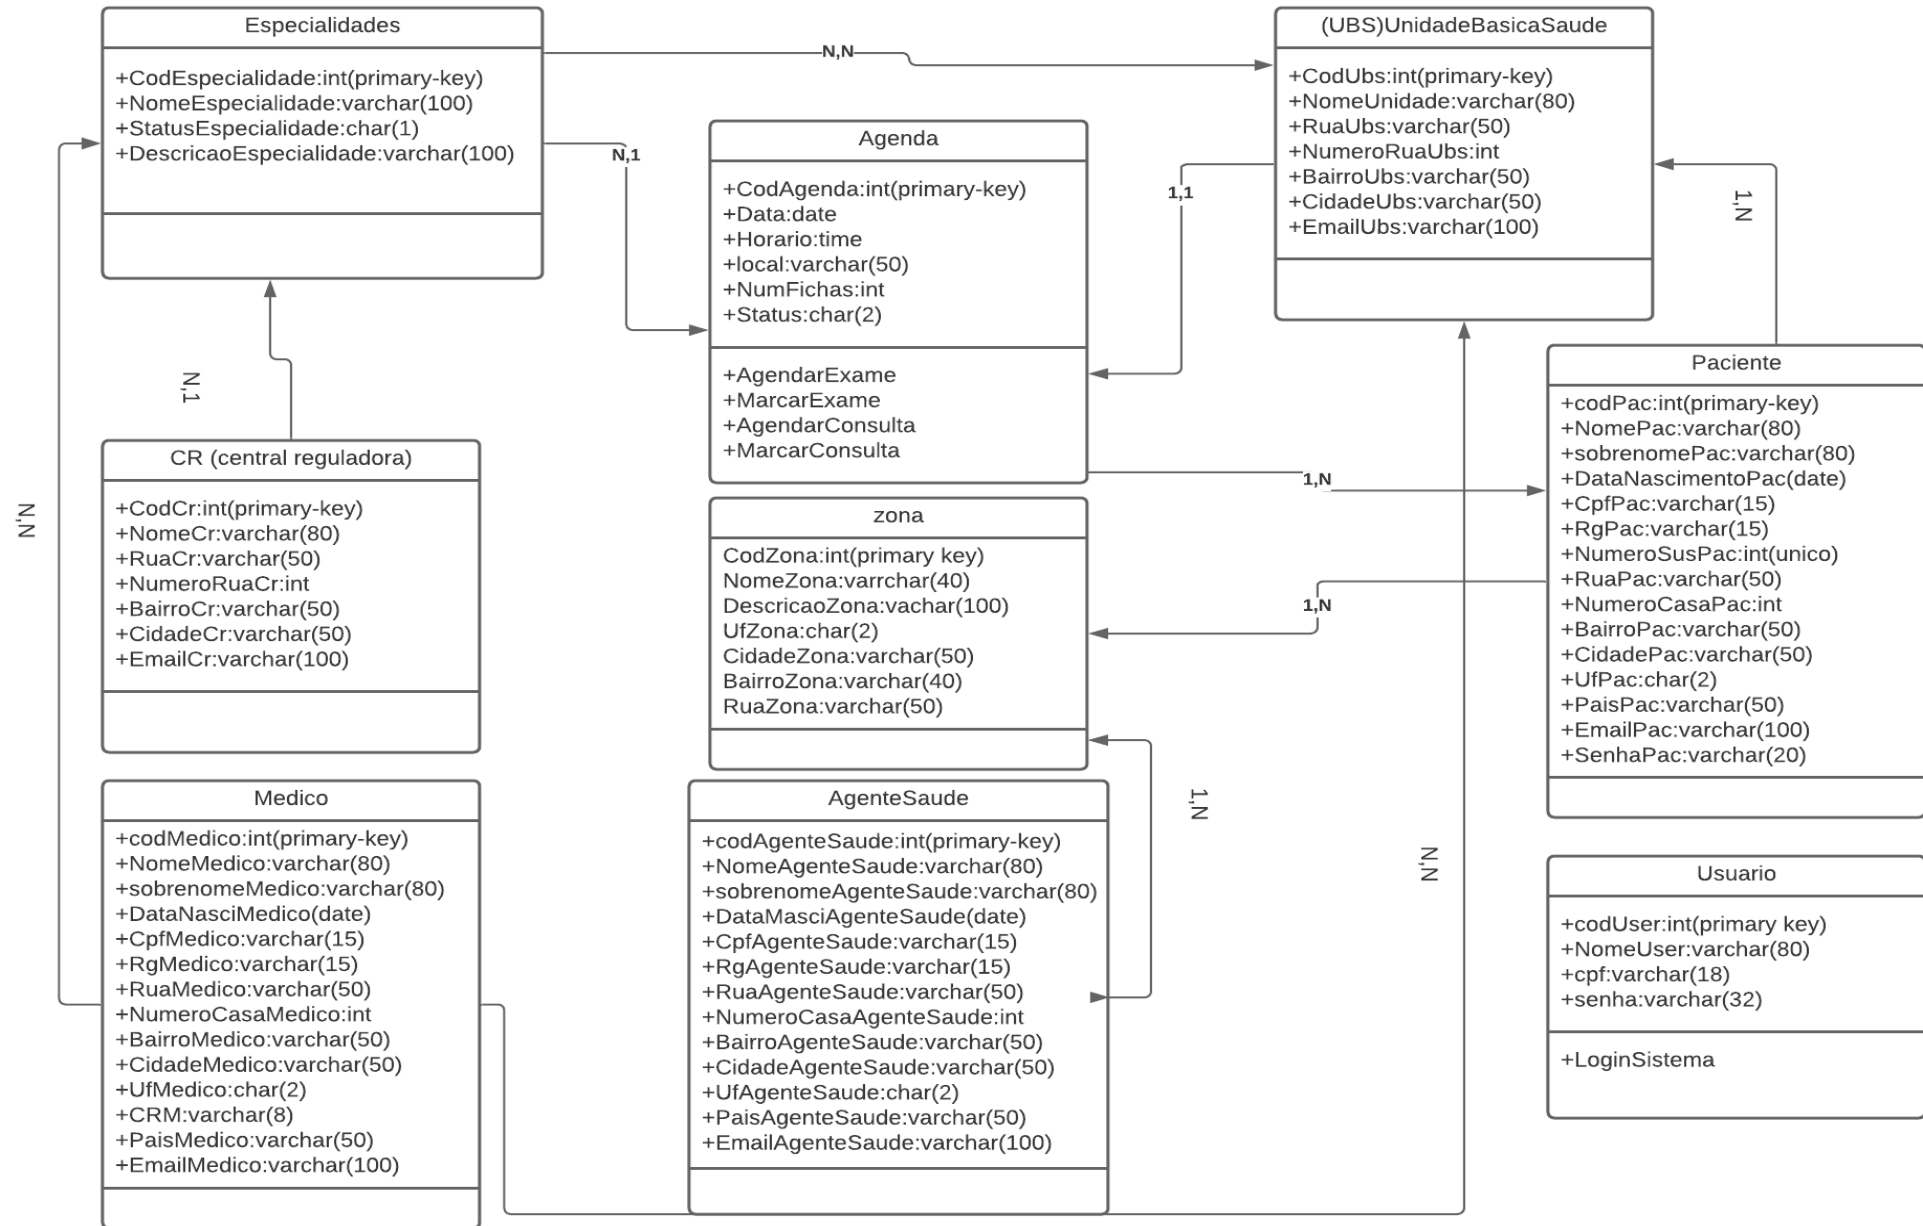 Especialidades
+CodEspecialidade:int(primary-key)
+NomeEspecialidade:varchar(100)
+StatusEspecialidade:char(1)
+DescricaoEspecialidade:varchar(100)
N,N
(UBS)UnidadeBasicaSaude
+CodUbs:int(primary-key)
+NomeUnidade:varchar(80)
+RuaUbs:varchar(50)
+NumeroRuaUbs:int
+BairroUbs:varchar(50)
+CidadeUbs:varchar(50)
+EmailUbs:varchar(100)
N,1
Agenda
+CodAgenda:int(primary-key)
+Data:date
+Horario:time
+local:varchar(50)
+NumFichas:int
+Status:char(2)
+AgendarExame
+MarcarExame
+AgendarConsulta
+MarcarConsulta
1,1
1,N
N,1
CR (central reguladora)
+CodCr:int(primary-key)
+NomeCr:varchar(80)
+RuaCr:varchar(50)
+NumeroRuaCr:int
+BairroCr:varchar(50)
+CidadeCr:varchar(50)
+EmailCr:varchar(100)
N,N
1,N
zona
CodZona:int(primary key)
NomeZona:varrchar(40)
DescricaoZona:vachar(100)
UfZona:char(2)
CidadeZona:varchar(50)
BairroZona:varchar(40)
RuaZona:varchar(50)
1,N
Paciente
+codPac:int(primary-key)
+NomePac:varchar(80)
+sobrenomePac:varchar(80)
+DataNascimentoPac(date)
+CpfPac:varchar(15)
+RgPac:varchar(15)
+NumeroSusPac:int(unico)
+RuaPac:varchar(50)
+NumeroCasaPac:int
+BairroPac:varchar(50)
+CidadePac:varchar(50)
+UfPac:char(2)
+PaisPac:varchar(50)
+EmailPac:varchar(100)
+SenhaPac:varchar(20)
Medico
+codMedico:int(primary-key)
+NomeMedico:varchar(80)
+sobrenomeMedico:varchar(80)
+DataNasciMedico(date)
+CpfMedico:varchar(15)
+RgMedico:varchar(15)
+RuaMedico:varchar(50)
+NumeroCasaMedico:int
+BairroMedico:varchar(50)
+CidadeMedico:varchar(50)
+UfMedico:char(2)
+CRM:varchar(8)
+PaisMedico:varchar(50)
+EmailMedico:varchar(100)
AgenteSaude
+codAgenteSaude:int(primary-key)
+NomeAgenteSaude:varchar(80)
+sobrenomeAgenteSaude:varchar(80)
+DataMasciAgenteSaude(date)
+CpfAgenteSaude:varchar(15)
+RgAgenteSaude:varchar(15)
+RuaAgenteSaude:varchar(50)
+NumeroCasaAgenteSaude:int
+BairroAgenteSaude:varchar(50)
+CidadeAgenteSaude:varchar(50)
+UfAgenteSaude:char(2)
+PaisAgenteSaude:varchar(50)
+EmailAgenteSaude:varchar(100)
1,N
N,N
Usuario
+codUser:int(primary key)
+NomeUser:varchar(80)
+cpf:varchar(18)
+senha:varchar(32)
+LoginSistema